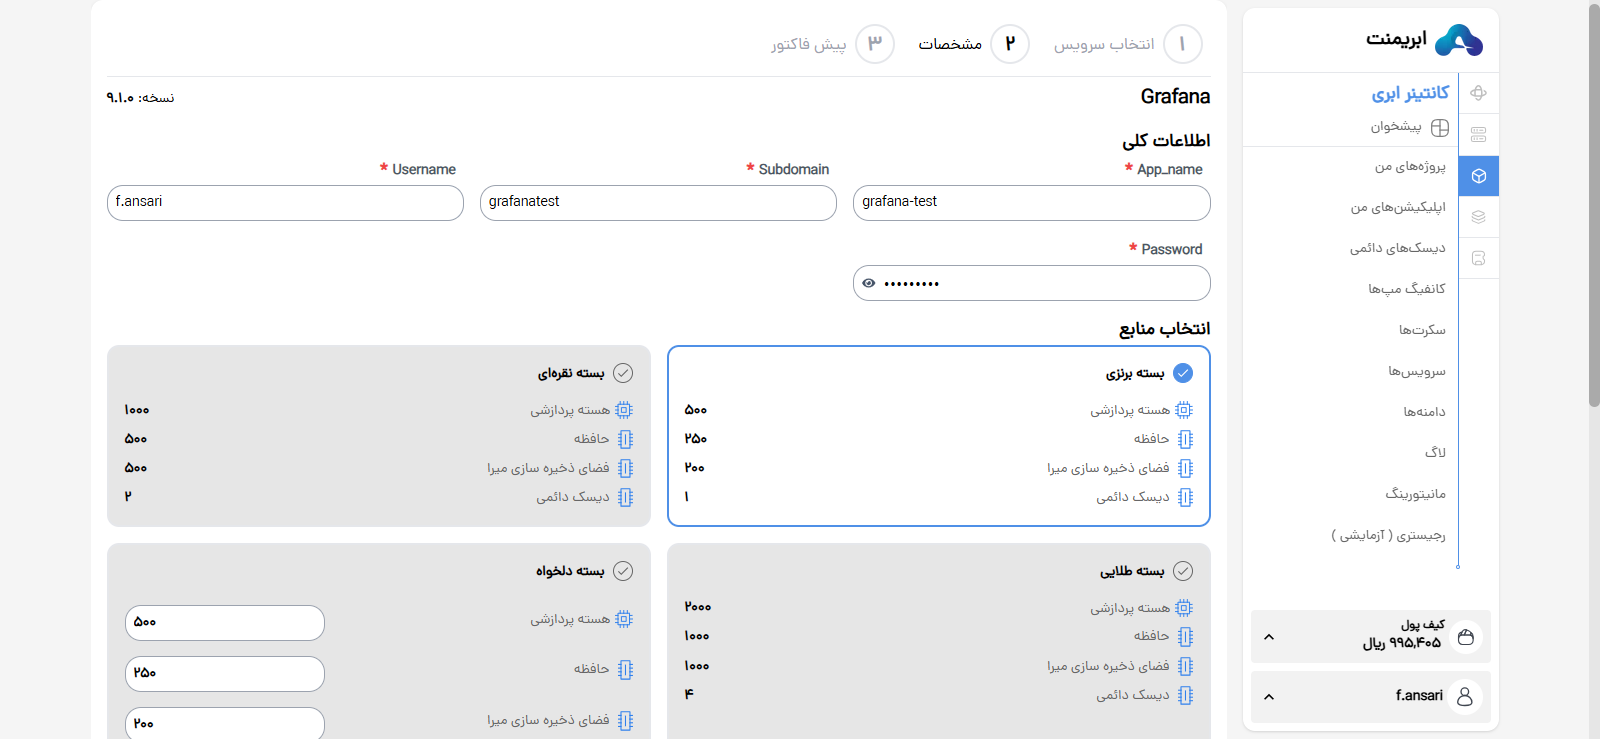 ابریمنت
کانتینر ابری
پیشخوان
پروژه‌های من
اپلیکیشن‌های من
دیسک‌های دائمی
کانفیگ مپ‌ها
سکرت‌ها
سرویس‌ها
دامنه‌ها
لاگ
مانیتورینگ
رجیستری ( آزمایشی )
کیف پول
۹۹۵,۴۰۵ ریال
f.ansari
۱ انتخاب سرویس ۲ مشخصات ۳ پیش فاکتور
Grafana
نسخه: ۹.۱.۰
اطلاعات کلی
* App_name
grafana-test
* Subdomain
grafanatest
* Username
f.ansari
* Password
•••••••••
انتخاب منابع
بسته برنزی
هسته پردازشی ۵۰۰
حافظه ۲۵۰
فضای ذخیره سازی میرا ۲۰۰
دیسک دائمی ۱
بسته نقره‌ای
هسته پردازشی ۱۰۰۰
حافظه ۵۰۰
فضای ذخیره سازی میرا ۵۰۰
دیسک دائمی ۲
بسته طلایی
هسته پردازشی ۲۰۰۰
حافظه ۱۰۰۰
فضای ذخیره سازی میرا ۱۰۰۰
دیسک دائمی ۴
بسته دلخواه
هسته پردازشی ۵۰۰
حافظه ۲۵۰
فضای ذخیره سازی میرا ۲۰۰